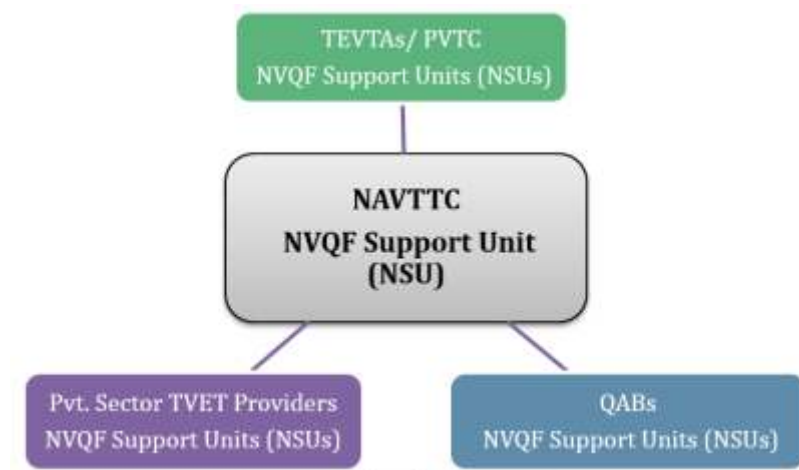 TEVTAs/ PVTC
NVQF Support Units (NSUs)
NAVTTC
NVQF Support Unit
(NSU)
Pvt. Sector TVET Providers
NVQF Support Units (NSUs)
QABs
NVQF Support Units (NSUs)